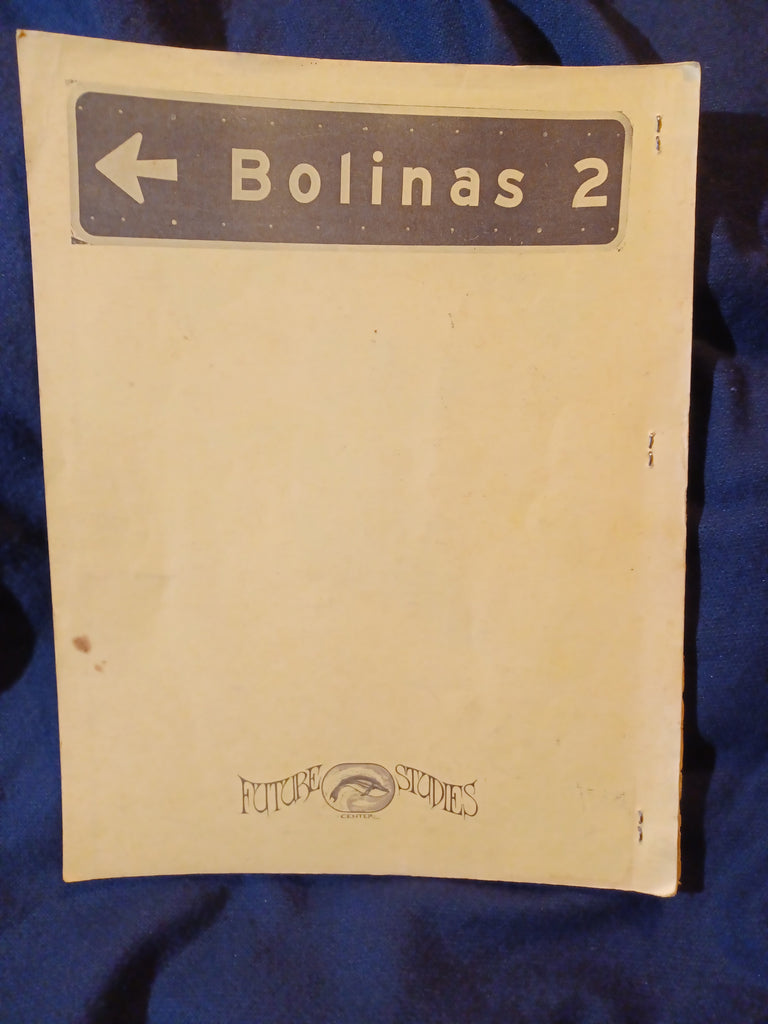 ← Bolinas 2
FUTURE STUDIES
CENTER